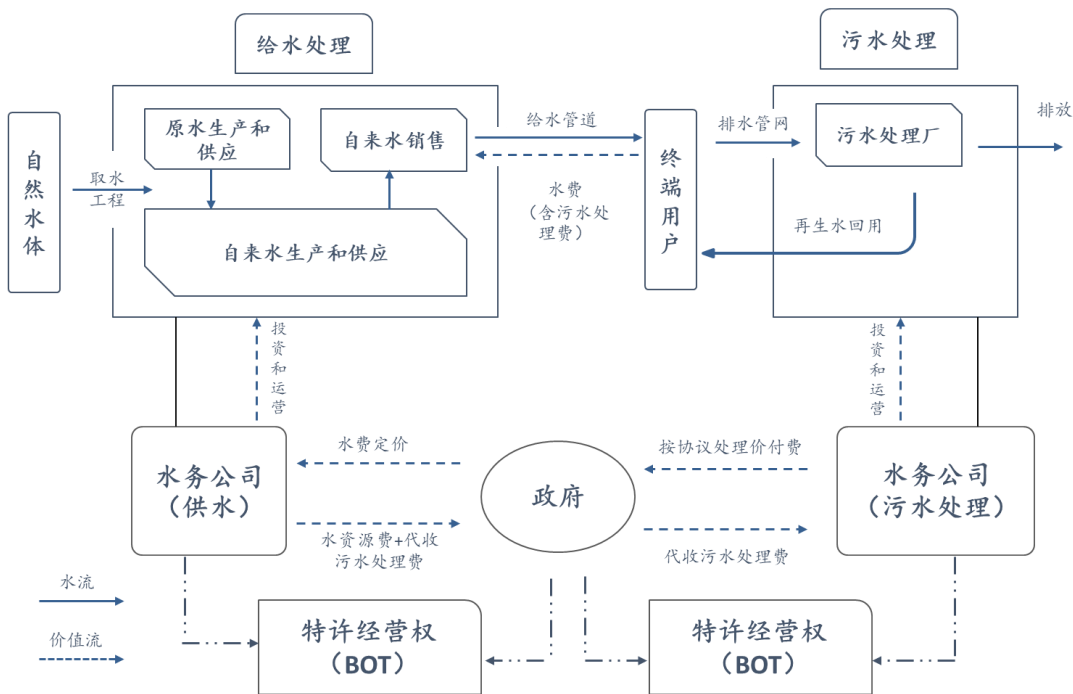 给水处理
污水处理
自然水体
取水
工程
原水生产和
供应
自来水销售
自来水生产和供应
给水管道
水费
（含污水处
理费）
终端用户
排水管网
污水处理厂
排放
再生水回用
投资和运营
投资和运营
水务公司
（供水）
水费定价
水资源费+代收
污水处理费
政府
按协议处理价付费
代收污水处理费
水务公司
（污水处理）
水流
价值流
特许经营权
（BOT）
特许经营权
（BOT）